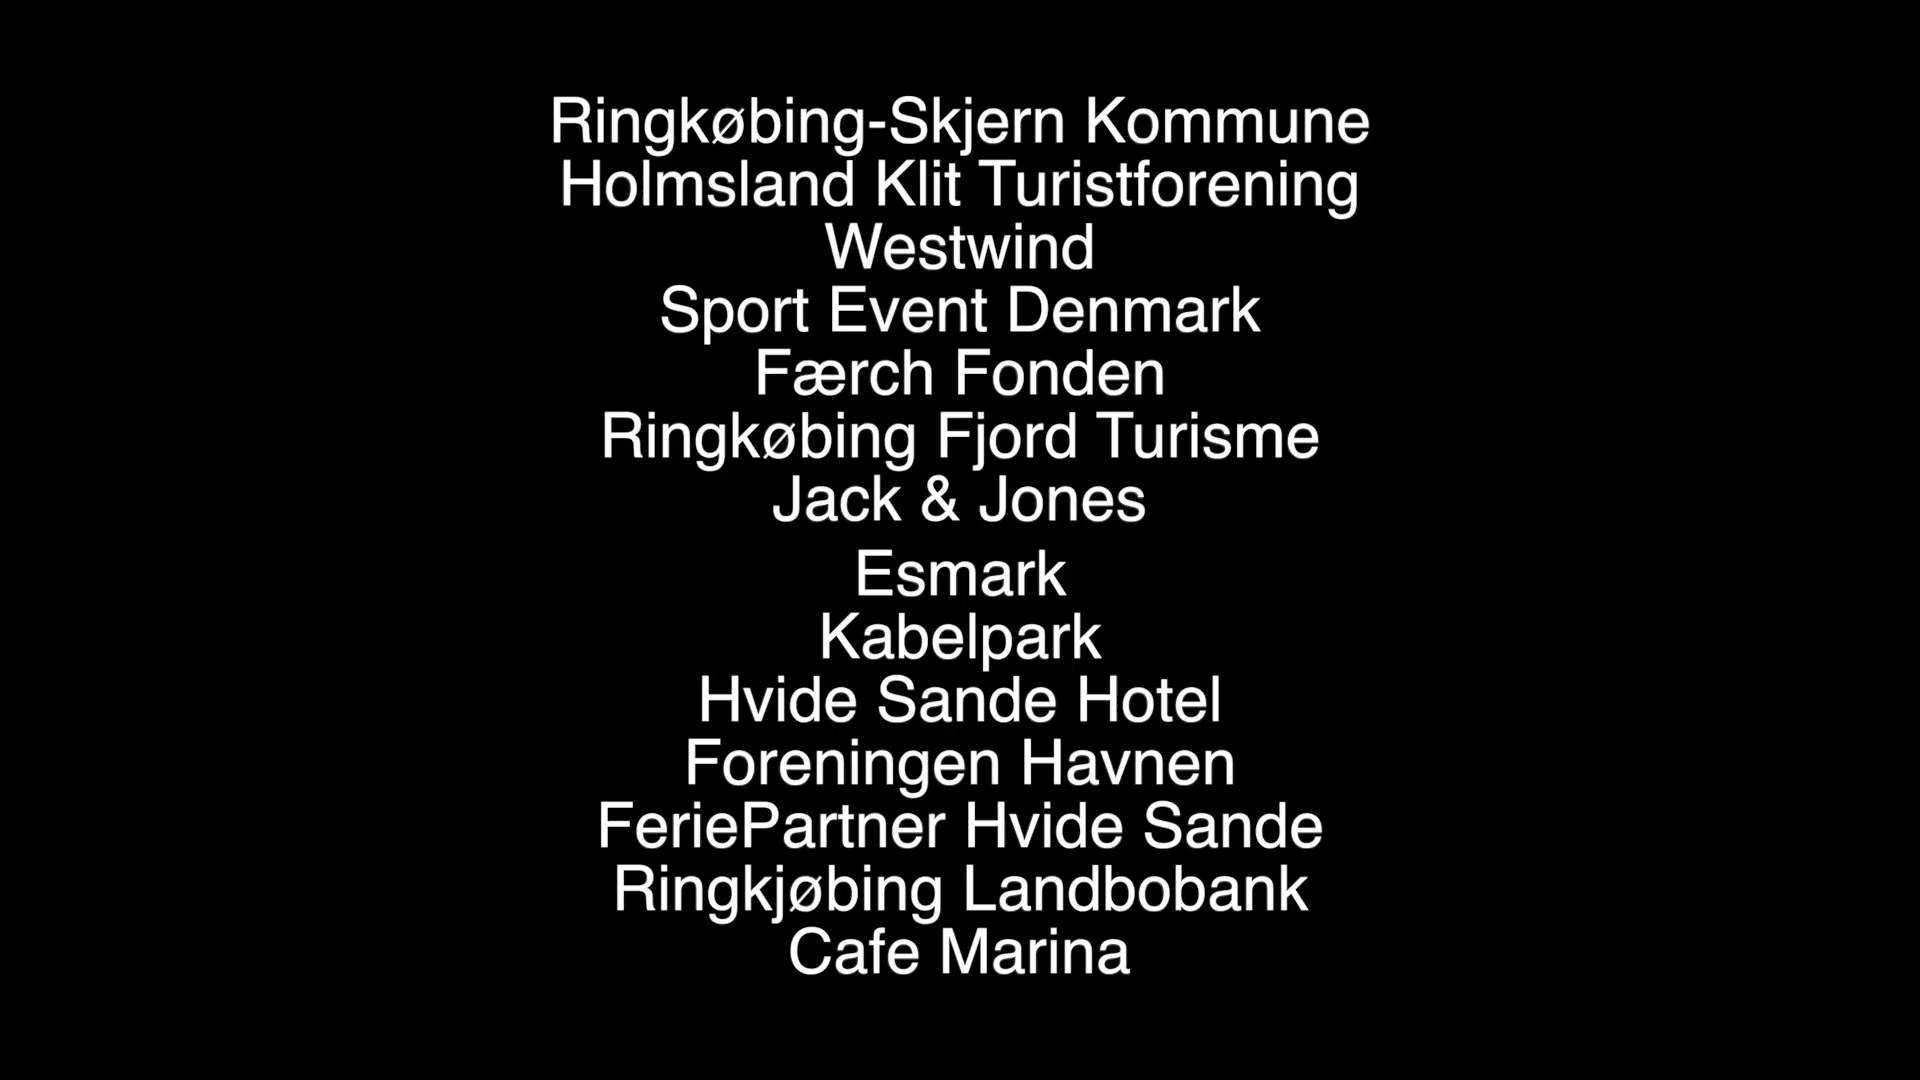 Ringkøbing-Skjern Kommune
Holmsland Klit Turistforening
Westwind
Sport Event Denmark
Færch Fonden
Ringkøbing Fjord Turisme
Jack & Jones
Esmark
Kabelpark
Hvide Sande Hotel
Foreningen Havnen
FeriePartner Hvide Sande
Ringkjøbing Landbobank
Cafe Marina